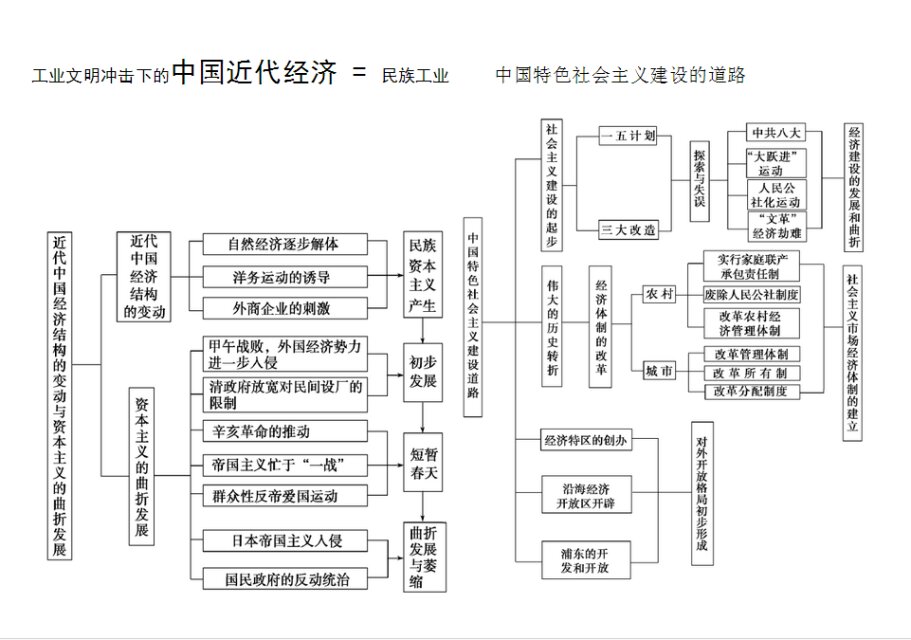 工业文明冲击下的中国近代经济 = 民族工业
中国特色社会主义建设的道路
近代中国经济结构的变动与资本主义的曲折发展
近代
中国
经济
结构
的变动
自然经济逐步解体
洋务运动的诱导
外商企业的刺激
民族
资本
主义
产生
资本主义的曲折发展
甲午战败，外国经济势力
进一步入侵
清政府放宽对民间设厂的
限制
初步
发展
辛亥革命的推动
帝国主义忙于“一战”
群众性反帝爱国运动
短暂
春天
日本帝国主义入侵
国民政府的反动统治
曲折
发展
与萎
缩
中国特色社会主义建设道路
社会主义建设的起步
一五计划
三大改造
探索与失误
中共八大
“大跃进”
运动
人民公
社化运动
“文革”
经济劫难
经济建设的发展和曲折
伟大的历史转折
经济体制的改革
农村
实行家庭联产
承包责任制
废除人民公社制度
改革农村经
济管理体制
城市
改革管理体制
改革所有制
改革分配制度
社会主义市场经济体制的建立
经济特区的创办
沿海经济
开放区开辟
浦东的开
发和开放
对外开放格局初步形成